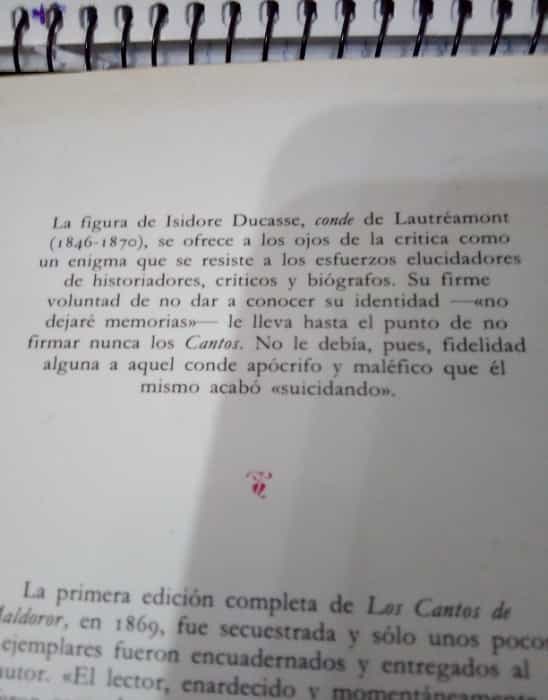 La figura de Isidore Ducasse, conde de Lautréamont
(1846-1870), se ofrece a los ojos de la crítica como
un enigma que se resiste a los esfuerzos elucidadores
de historiadores, críticos y biógrafos. Su firme
voluntad de no dar a conocer su identidad —«no
dejaré memorias»— le lleva hasta el punto de no
firmar nunca los Cantos. No le debía, pues, fidelidad
alguna a aquel conde apócrifo y maléfico que él
mismo acabó «suicidando».
La primera edición completa de Los Cantos de
Maldoror, en 1869, fue secuestrada y sólo unos pocos
ejemplares fueron encuadernados y entregados al
autor. «El lector, enardecido y momentáneamente